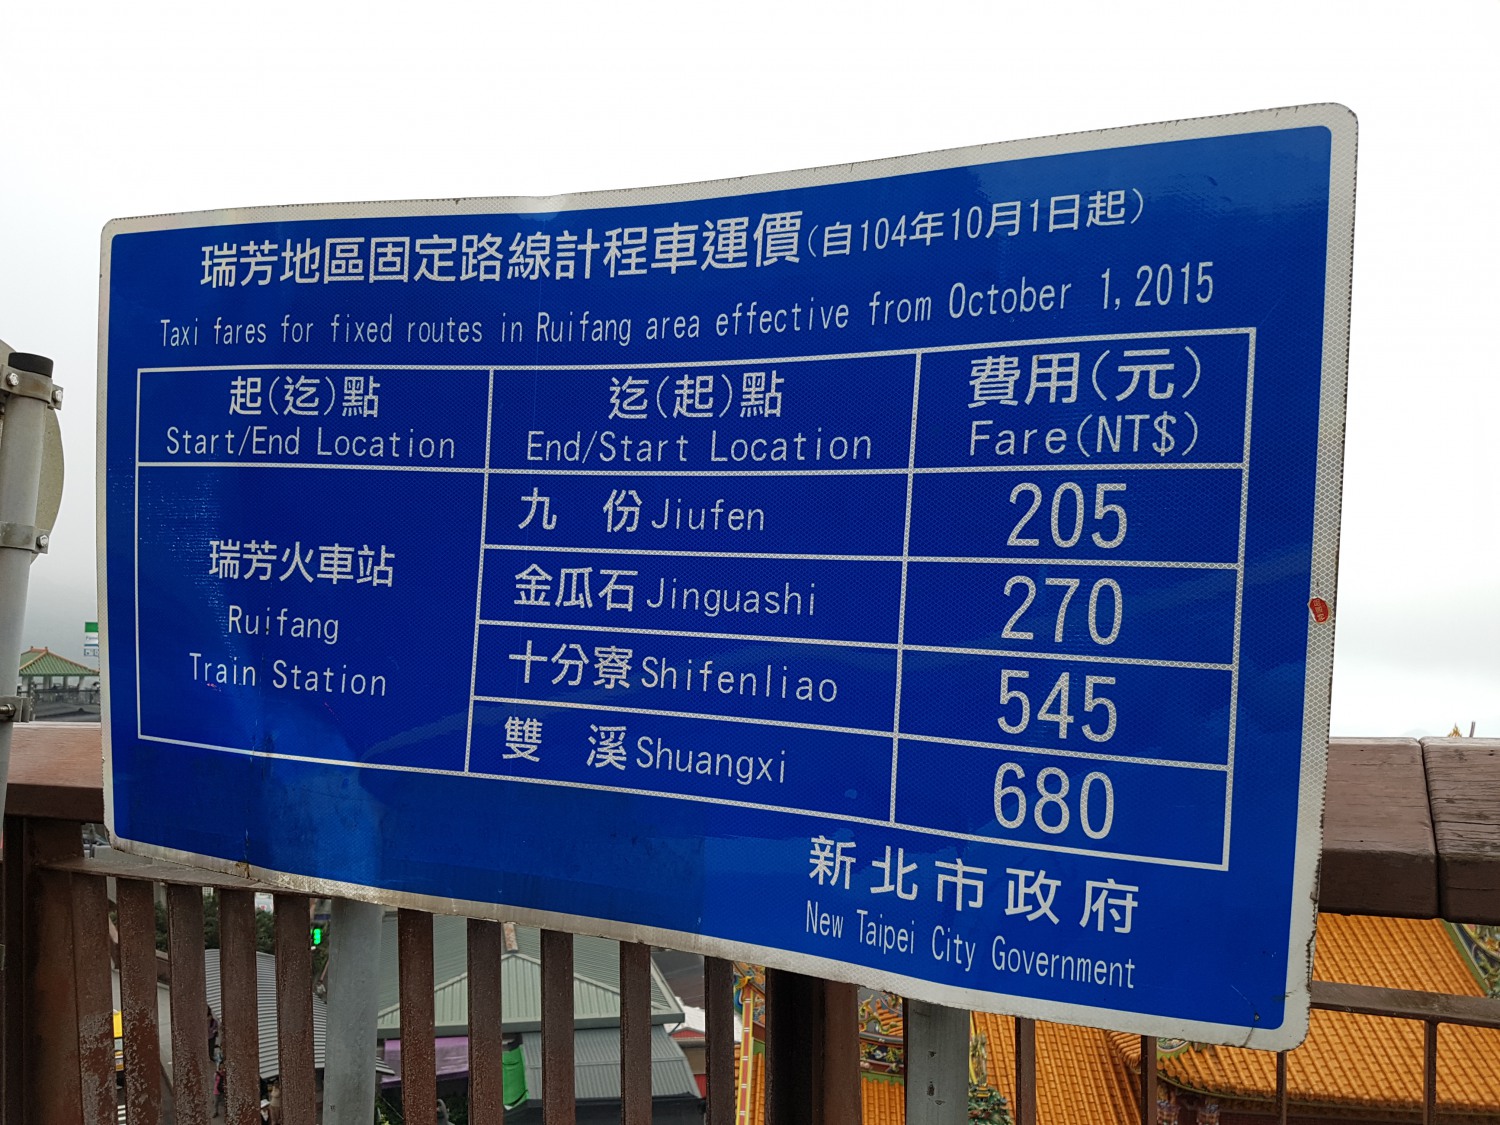 瑞芳地區固定路線計程車運價(自104年10月1日起)
Taxi fares for fixed routes in Ruifang area effective from October 1, 2015
起(迄)點
Start/End Location
迄(起)點
End/Start Location
費用(元)
Fare(NT$)
瑞芳火車站
Ruifang
Train Station
九 份 Jiufen
205
金瓜石 Jinguashi
270
十分寮 Shifenliao
545
雙 溪 Shuangxi
680
新北市政府
New Taipei City Government